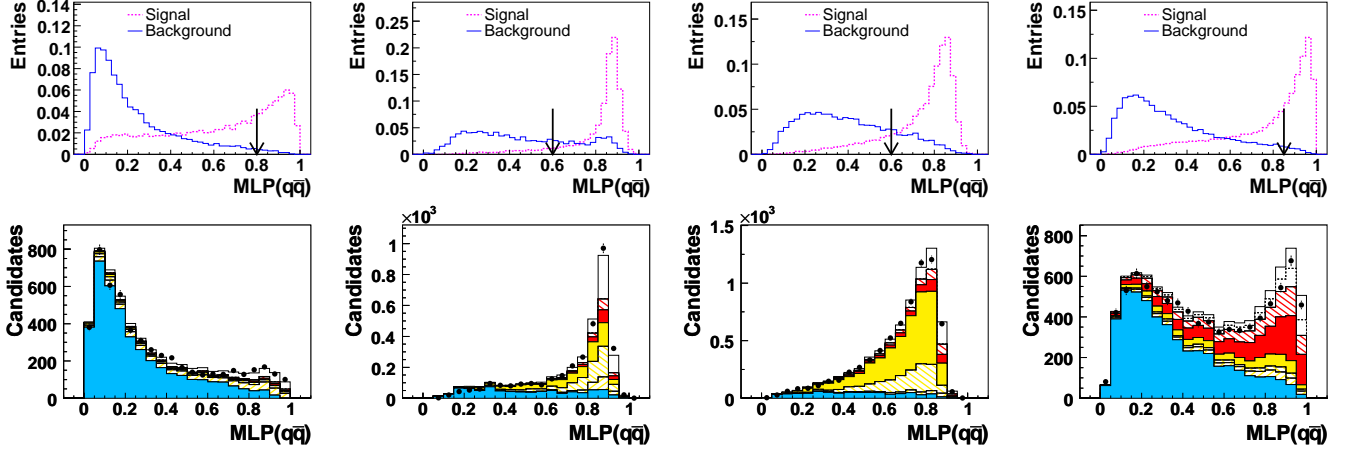 Entries
0.14
0.12
0.1
0.08
0.06
0.04
0.02
0
Signal
Background
0 0.2 0.4 0.6 0.8 1
MLP(qq̄)
Entries
0.25
0.2
0.15
0.1
0.05
0
Signal
Background
0 0.2 0.4 0.6 0.8 1
MLP(qq̄)
Entries
0.15
0.1
0.05
0
Signal
Background
0 0.2 0.4 0.6 0.8 1
MLP(qq̄)
Entries
0.15
0.1
0.05
0
Signal
Background
0 0.2 0.4 0.6 0.8 1
MLP(qq̄)
Candidates
800
600
400
200
0
0 0.2 0.4 0.6 0.8 1
MLP(qq̄)
×10³
Candidates
1
0.8
0.6
0.4
0.2
0
0 0.2 0.4 0.6 0.8 1
MLP(qq̄)
×10³
Candidates
1.5
1
0.5
0
0 0.2 0.4 0.6 0.8 1
MLP(qq̄)
Candidates
800
600
400
200
0
0 0.2 0.4 0.6 0.8 1
MLP(qq̄)